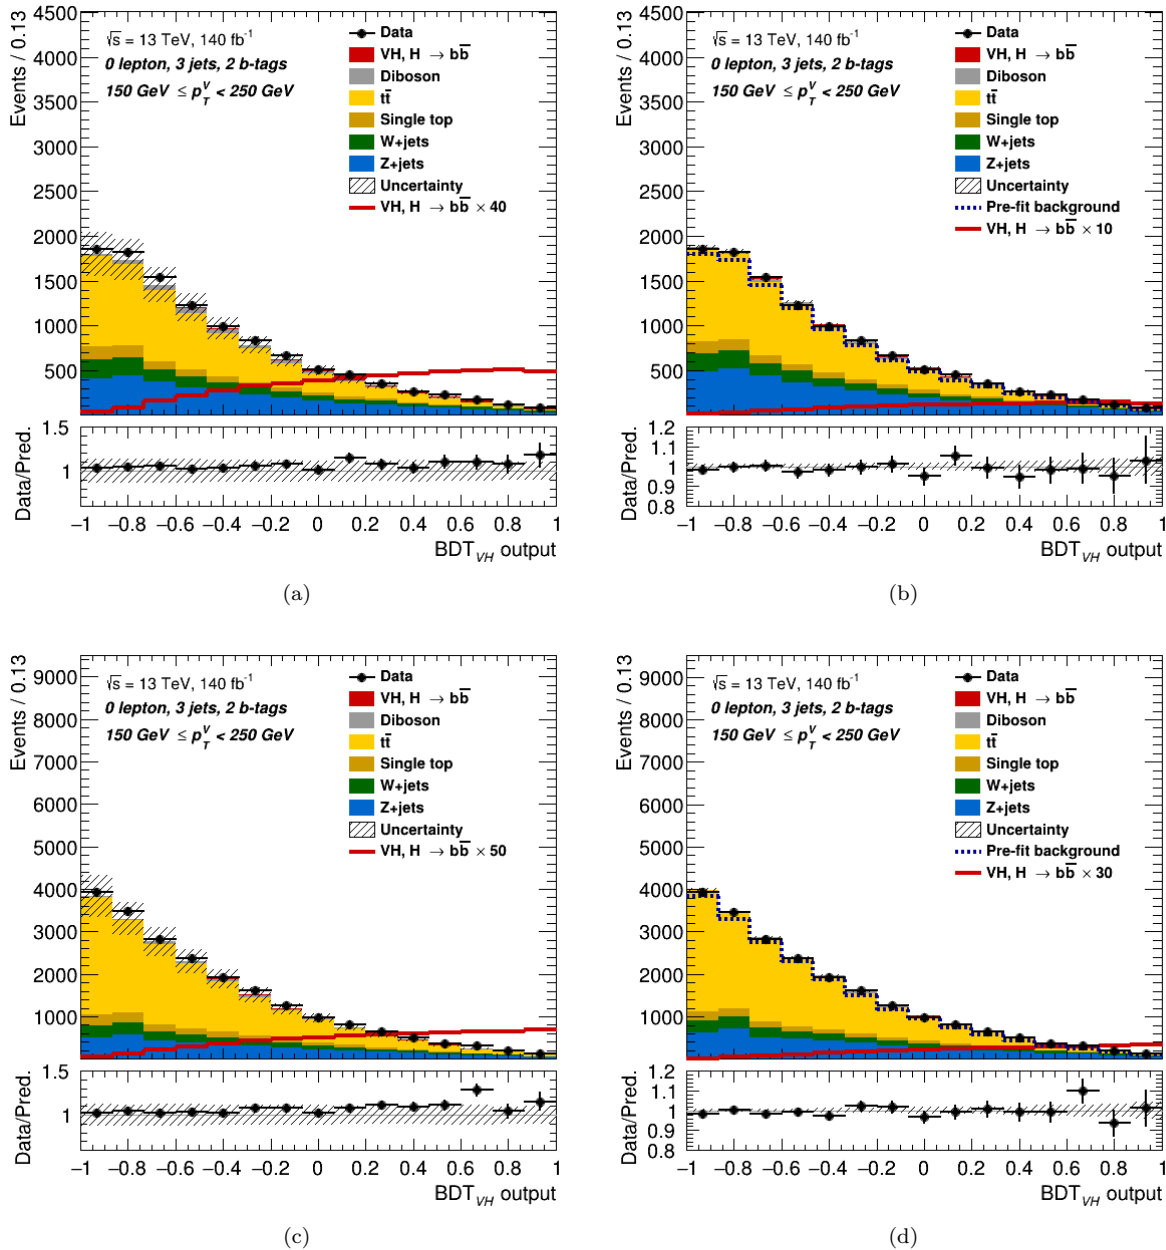 Events / 0.13
4500
4000
3500
3000
2500
2000
1500
1000
500
√s = 13 TeV, 140 fb⁻¹
0 lepton, 3 jets, 2 b-tags
150 GeV ≤ p_T^V < 250 GeV
Data
VH, H → bb̅
Diboson
tt̅
Single top
W+jets
Z+jets
Uncertainty
VH, H → bb̅ × 40
Data/Pred.
1.5
1
−1 −0.8 −0.6 −0.4 −0.2 0 0.2 0.4 0.6 0.8 1
BDT_VH output
(a)
Events / 0.13
4500
4000
3500
3000
2500
2000
1500
1000
500
√s = 13 TeV, 140 fb⁻¹
0 lepton, 3 jets, 2 b-tags
150 GeV ≤ p_T^V < 250 GeV
Data
VH, H → bb̅
Diboson
tt̅
Single top
W+jets
Z+jets
Uncertainty
Pre-fit background
VH, H → bb̅ × 10
Data/Pred.
1.2
1.1
1
0.9
0.8
−1 −0.8 −0.6 −0.4 −0.2 0 0.2 0.4 0.6 0.8 1
BDT_VH output
(b)
Events / 0.13
9000
8000
7000
6000
5000
4000
3000
2000
1000
√s = 13 TeV, 140 fb⁻¹
0 lepton, 3 jets, 2 b-tags
150 GeV ≤ p_T^V < 250 GeV
Data
VH, H → bb̅
Diboson
tt̅
Single top
W+jets
Z+jets
Uncertainty
VH, H → bb̅ × 50
Data/Pred.
1.5
1
−1 −0.8 −0.6 −0.4 −0.2 0 0.2 0.4 0.6 0.8 1
BDT_VH output
(c)
Events / 0.13
9000
8000
7000
6000
5000
4000
3000
2000
1000
√s = 13 TeV, 140 fb⁻¹
0 lepton, 3 jets, 2 b-tags
150 GeV ≤ p_T^V < 250 GeV
Data
VH, H → bb̅
Diboson
tt̅
Single top
W+jets
Z+jets
Uncertainty
Pre-fit background
VH, H → bb̅ × 30
Data/Pred.
1.2
1.1
1
0.9
0.8
−1 −0.8 −0.6 −0.4 −0.2 0 0.2 0.4 0.6 0.8 1
BDT_VH output
(d)